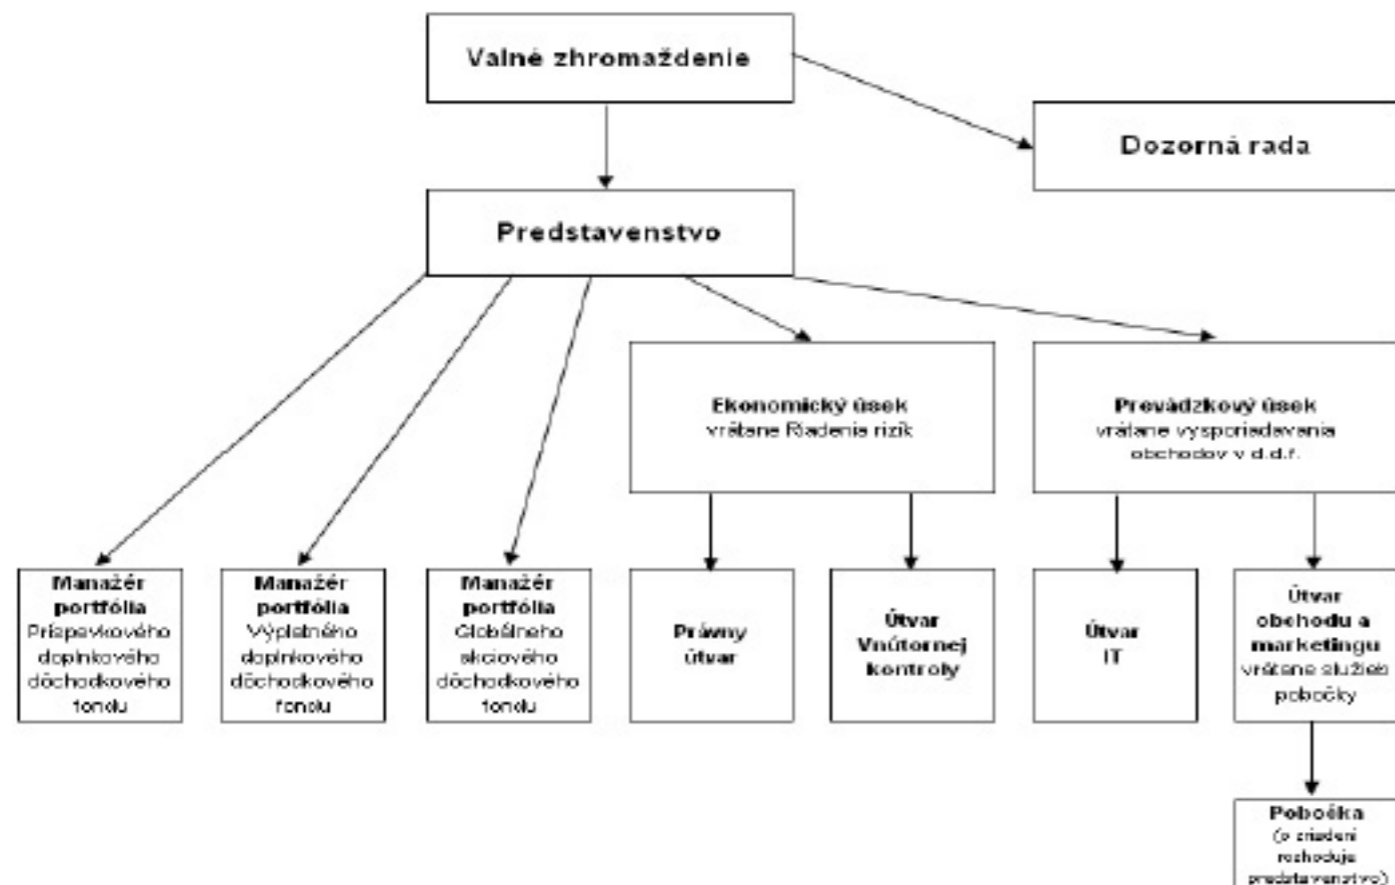 Valné zhromaždenie
Dozorná rada
Predstavenstvo
Ekonomický úsek
vrátane Riadenia rizík
Prevádzkový úsek
vrátane vysporiadavania
obchodov v d.d.f.
Manažér
portfólia
Príspevkového
doplnkového
dôchodkového
fondu
Manažér
portfólia
Výplatného
doplnkového
dôchodkového
fondu
Manažér
portfólia
Globálneho
akciového
dôchodkového
fondu
Právny
útvar
Útvar
Vnútornej
kontroly
Útvar
IT
Útvar
obchodu a
marketingu
vrátane služieb
pobočky
Pobočka
(o zriadení
rozhoduje
predstavenstvo)